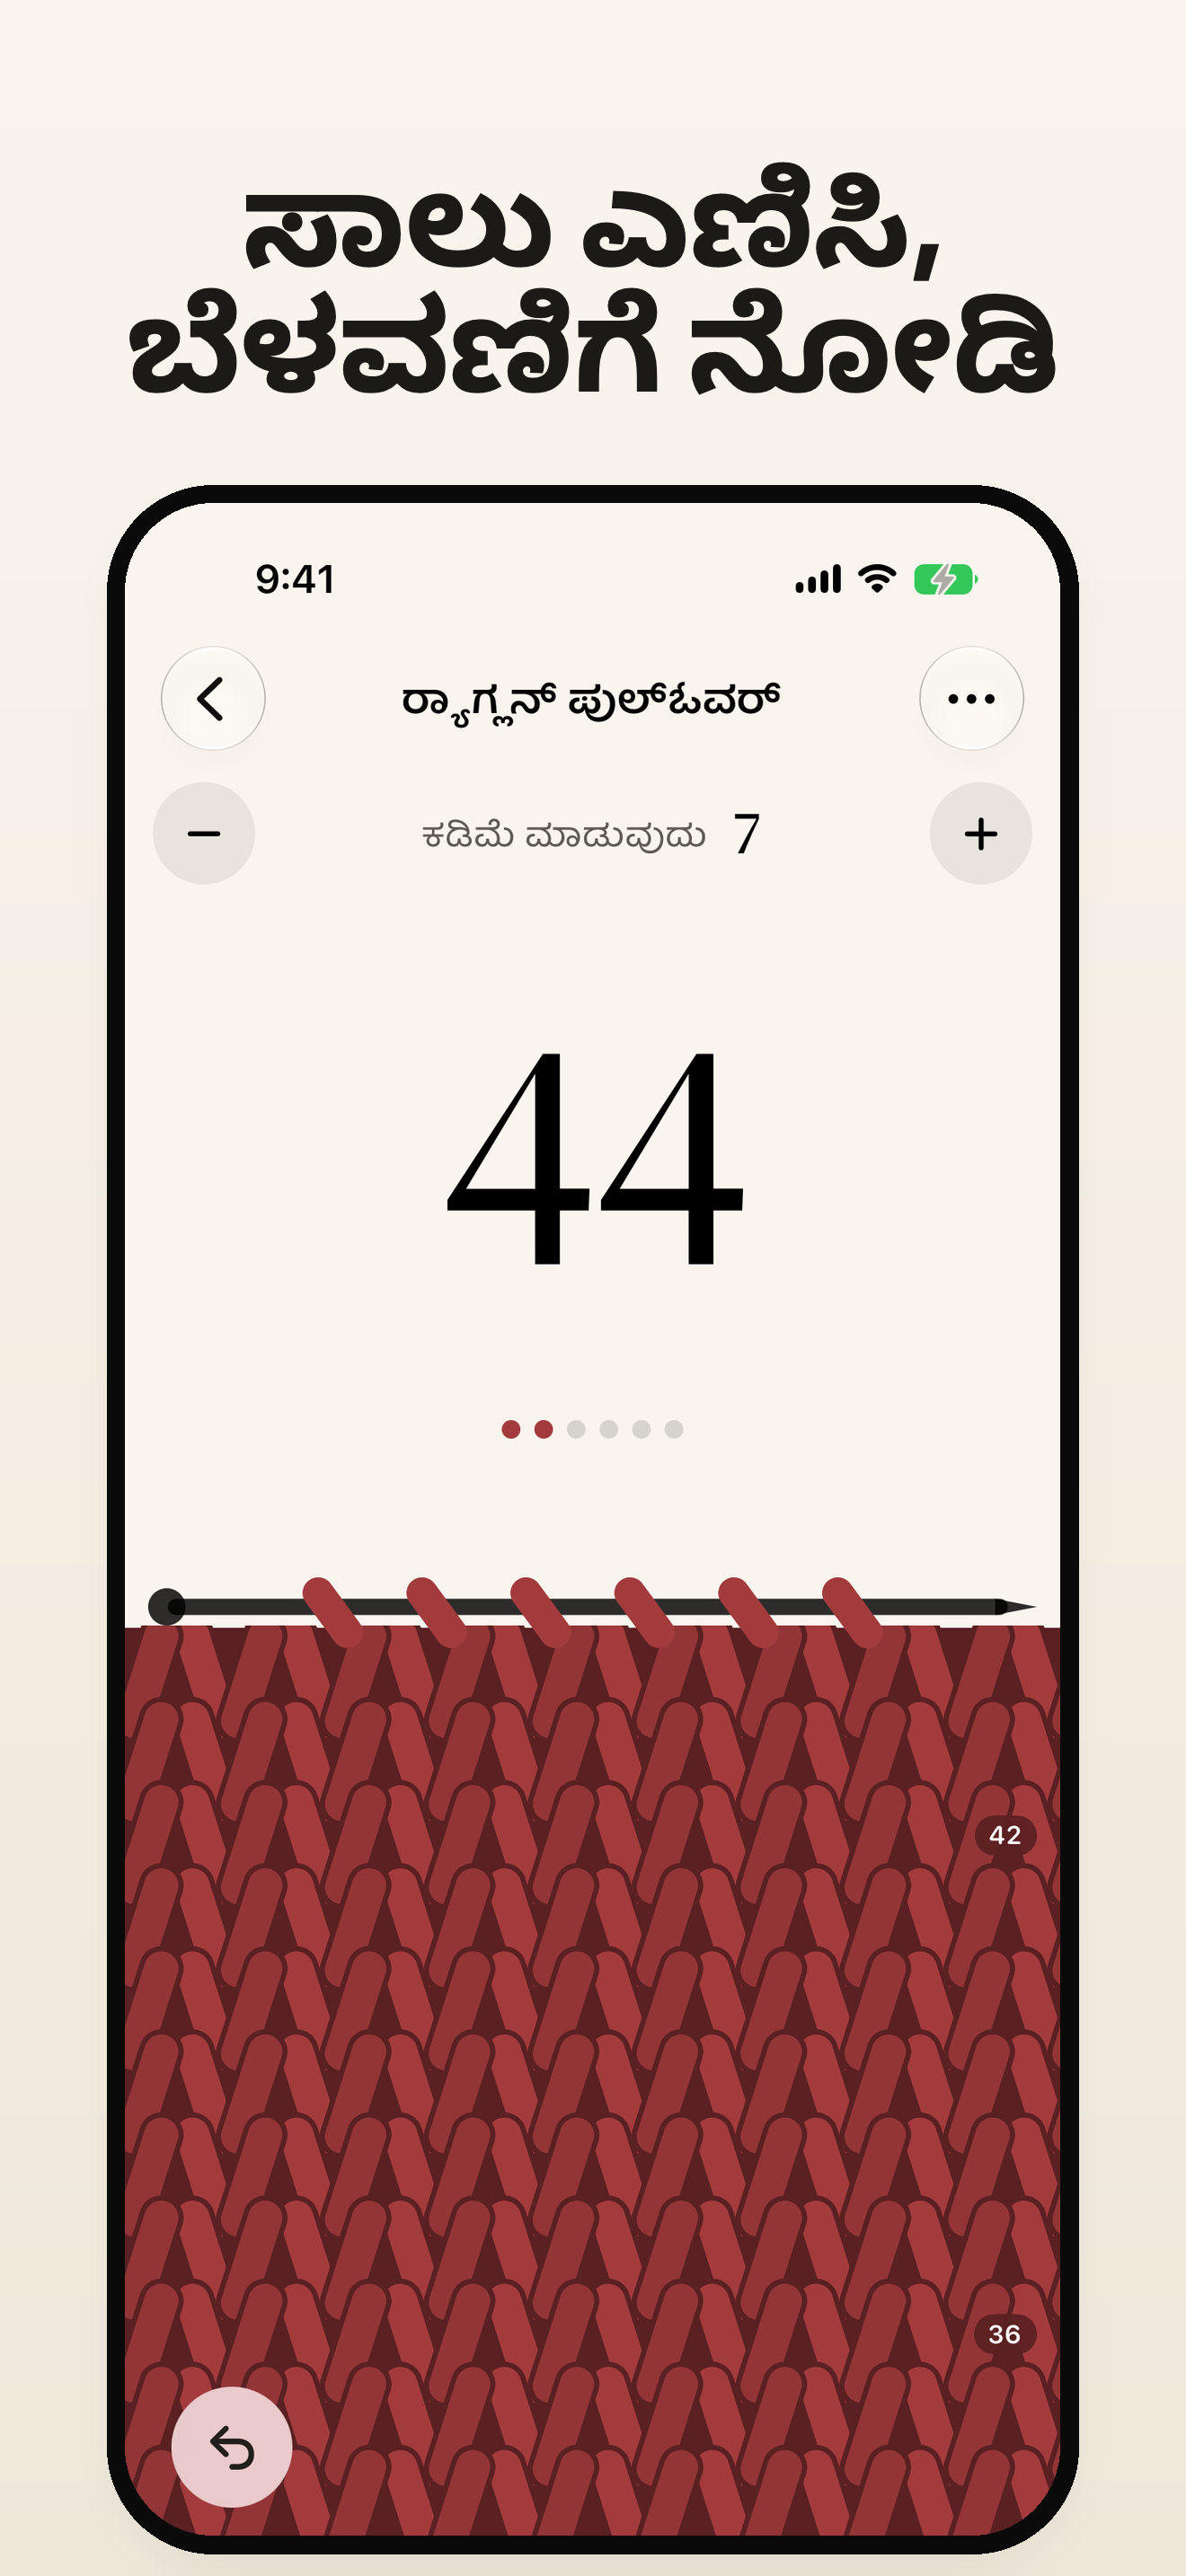 ಸಾಲು ಎಣಿಸಿ,
ಬೆಳವಣಿಗೆ ನೋಡಿ
9:41
ರ‍್ಯಾಗ್ಲನ್ ಪುಲ್‌ಓವರ್
ಕಡಿಮೆ ಮಾಡುವುದು 7
44
42
36